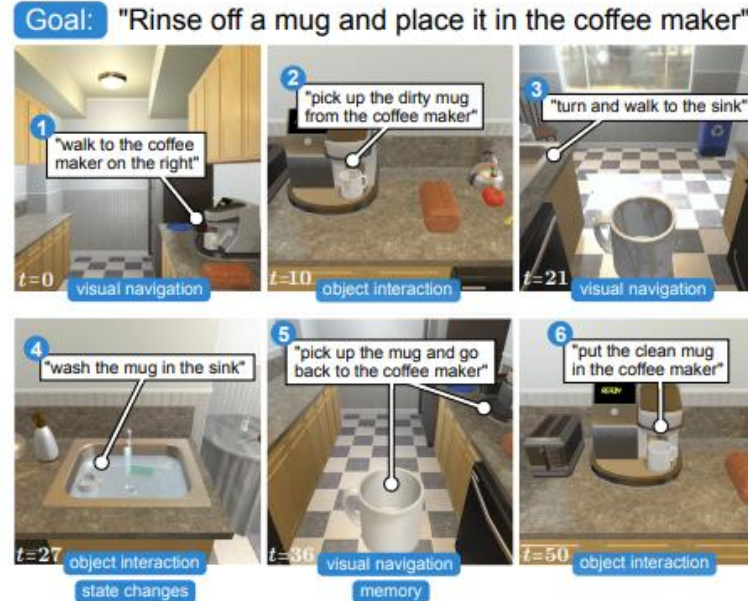 Goal: "Rinse off a mug and place it in the coffee maker"
1
"walk to the coffee
maker on the right"
t=0
visual navigation
2
"pick up the dirty mug
from the coffee maker"
t=10
object interaction
3
"turn and walk to the sink"
t=21
visual navigation
4
"wash the mug in the sink"
t=27
object interaction
state changes
5
"pick up the mug and go
back to the coffee maker"
t=36
visual navigation
memory
6
"put the clean mug
in the coffee maker"
READY
t=50
object interaction